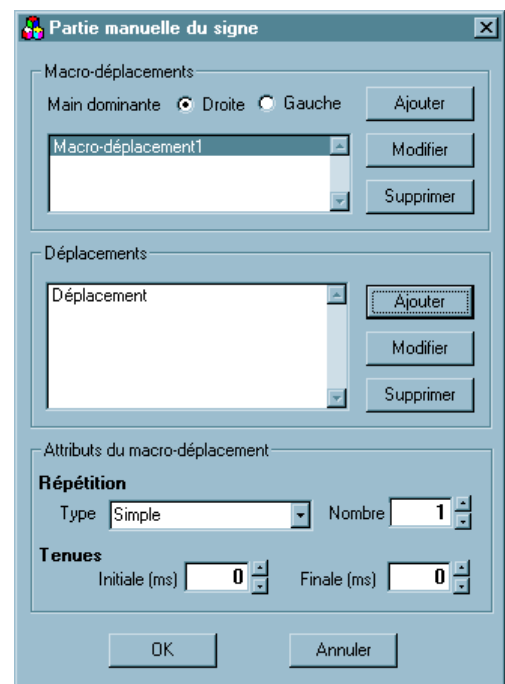 Partie manuelle du signe
Macro-déplacements
Main dominante Droite Gauche Ajouter
Macro-déplacement1 Modifier
Supprimer
Déplacements
Déplacement Ajouter
Modifier
Supprimer
Attributs du macro-déplacement
Répétition
Type Simple Nombre 1
Tenues
Initiale (ms) 0 Finale (ms) 0
OK Annuler